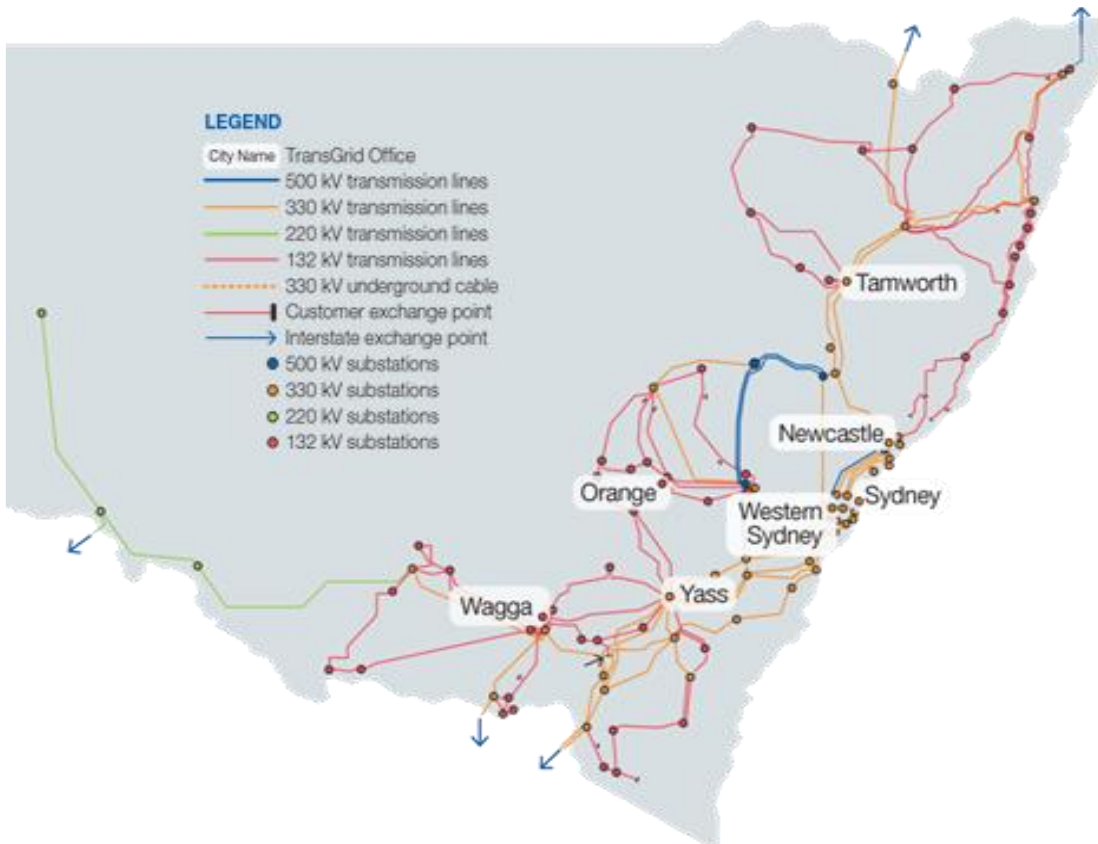 LEGEND
City Name TransGrid Office
500 kV transmission lines
330 kV transmission lines
220 kV transmission lines
132 kV transmission lines
330 kV underground cable
Customer exchange point
Interstate exchange point
500 kV substations
330 kV substations
220 kV substations
132 kV substations
Tamworth
Newcastle
Orange
Sydney
Western
Sydney
Yass
Wagga